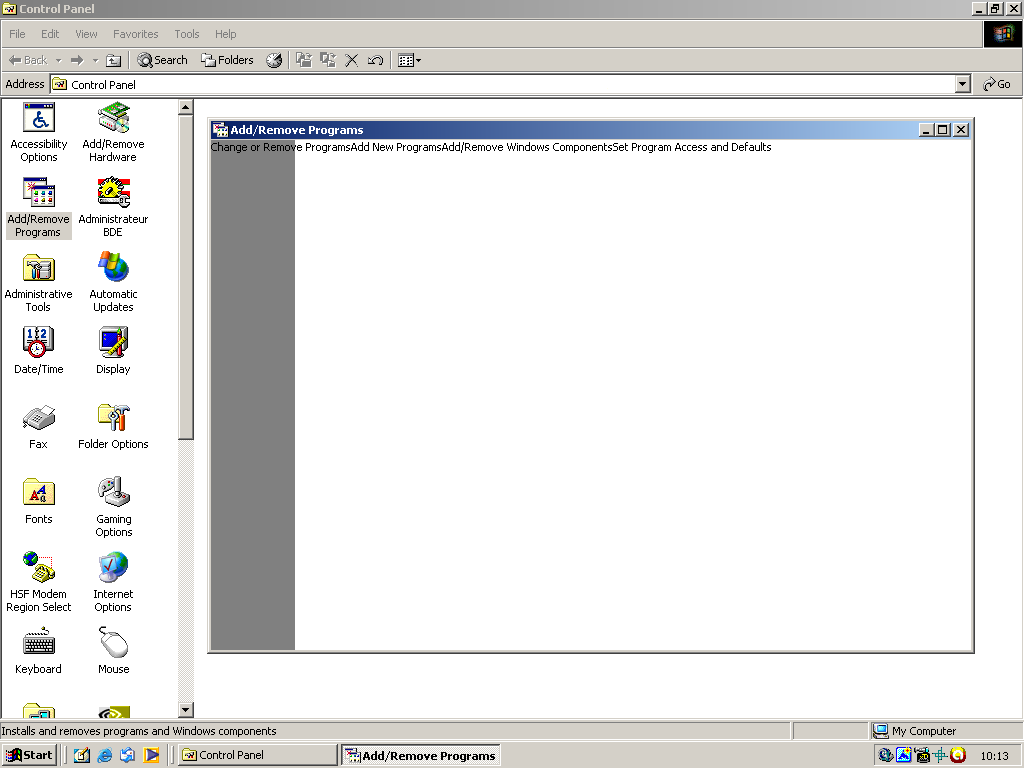 Control Panel
File Edit View Favorites Tools Help
Back Search Folders
Address Control Panel Go
Accessibility Options
Add/Remove Hardware
Add/Remove Programs
Administrateur BDE
Administrative Tools
Automatic Updates
Date/Time
Display
Fax
Folder Options
Fonts
Gaming Options
HSF Modem Region Select
Internet Options
Keyboard
Mouse
Add/Remove Programs
Change or Remove ProgramsAdd New ProgramsAdd/Remove Windows ComponentsSet Program Access and Defaults
Installs and removes programs and Windows components My Computer
Start Control Panel Add/Remove Programs 10:13